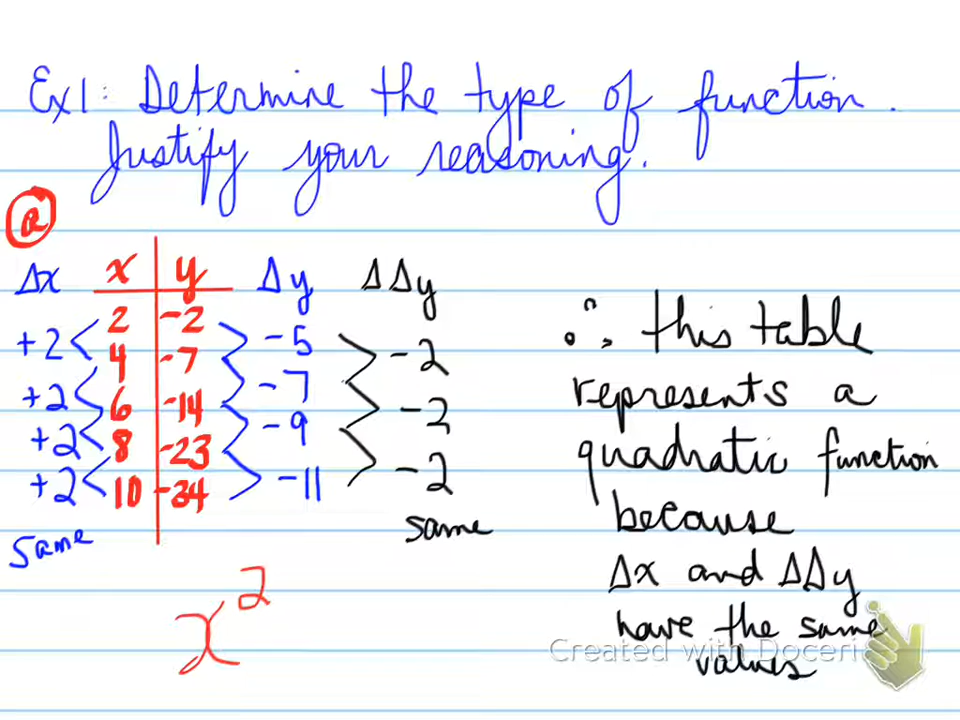 Ex1: Determine the type of function.
Justify your reasoning.
a
Δx x y Δy ΔΔy
2 -2
+2 -5
4 -7 -2
+2 -7
6 -14 -2
+2 -9
8 -23 -2
+2 -11
10 -34
same same
x²
∴ this table
represents a
quadratic function
because
Δx and ΔΔy
have the same
values
Created with Doceri